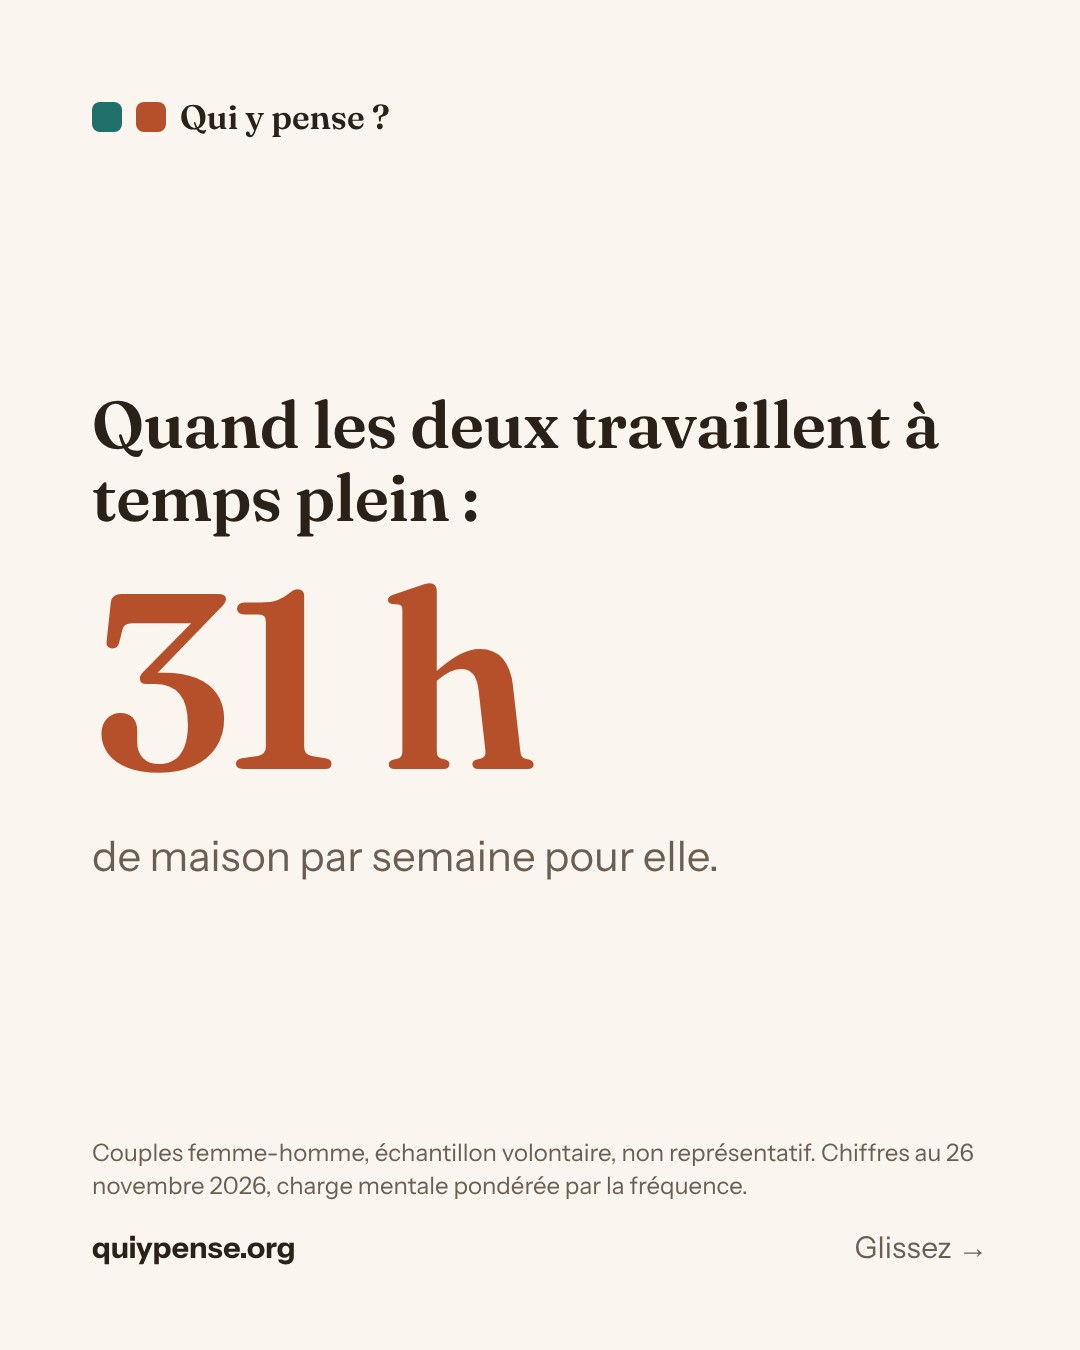 Qui y pense ?
Quand les deux travaillent à
temps plein :
31 h
de maison par semaine pour elle.
Couples femme-homme, échantillon volontaire, non représentatif. Chiffres au 26
novembre 2026, charge mentale pondérée par la fréquence.
quiypense.org
Glissez →